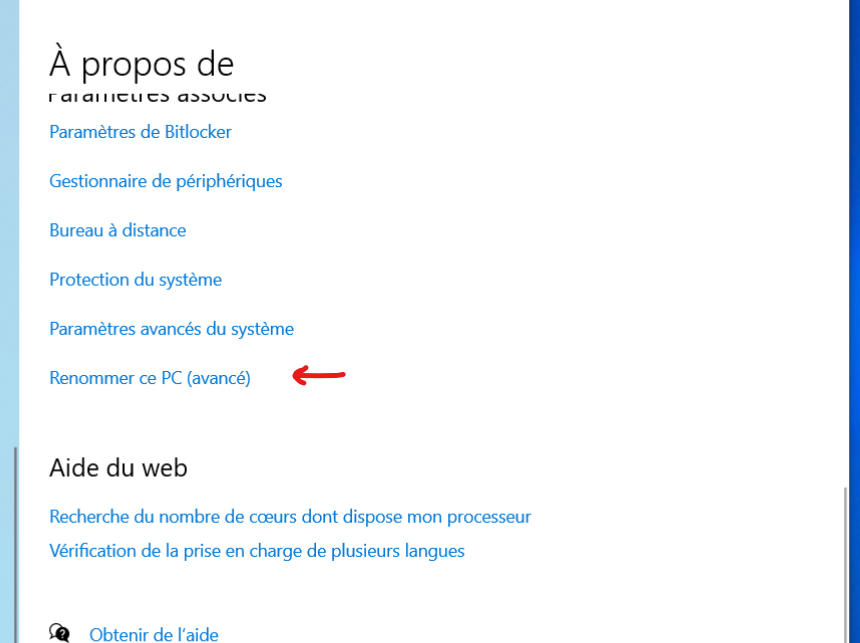 À propos de
Paramètres associés
Paramètres de Bitlocker
Gestionnaire de périphériques
Bureau à distance
Protection du système
Paramètres avancés du système
Renommer ce PC (avancé)
Aide du web
Recherche du nombre de cœurs dont dispose mon processeur
Vérification de la prise en charge de plusieurs langues
Obtenir de l'aide